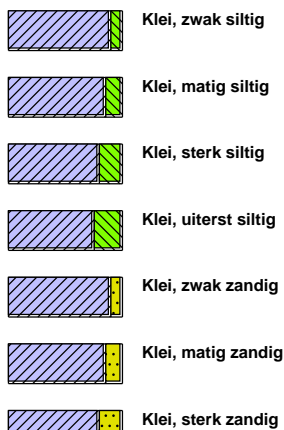 Klei, zwak siltig
Klei, matig siltig
Klei, sterk siltig
Klei, uiterst siltig
Klei, zwak zandig
Klei, matig zandig
Klei, sterk zandig